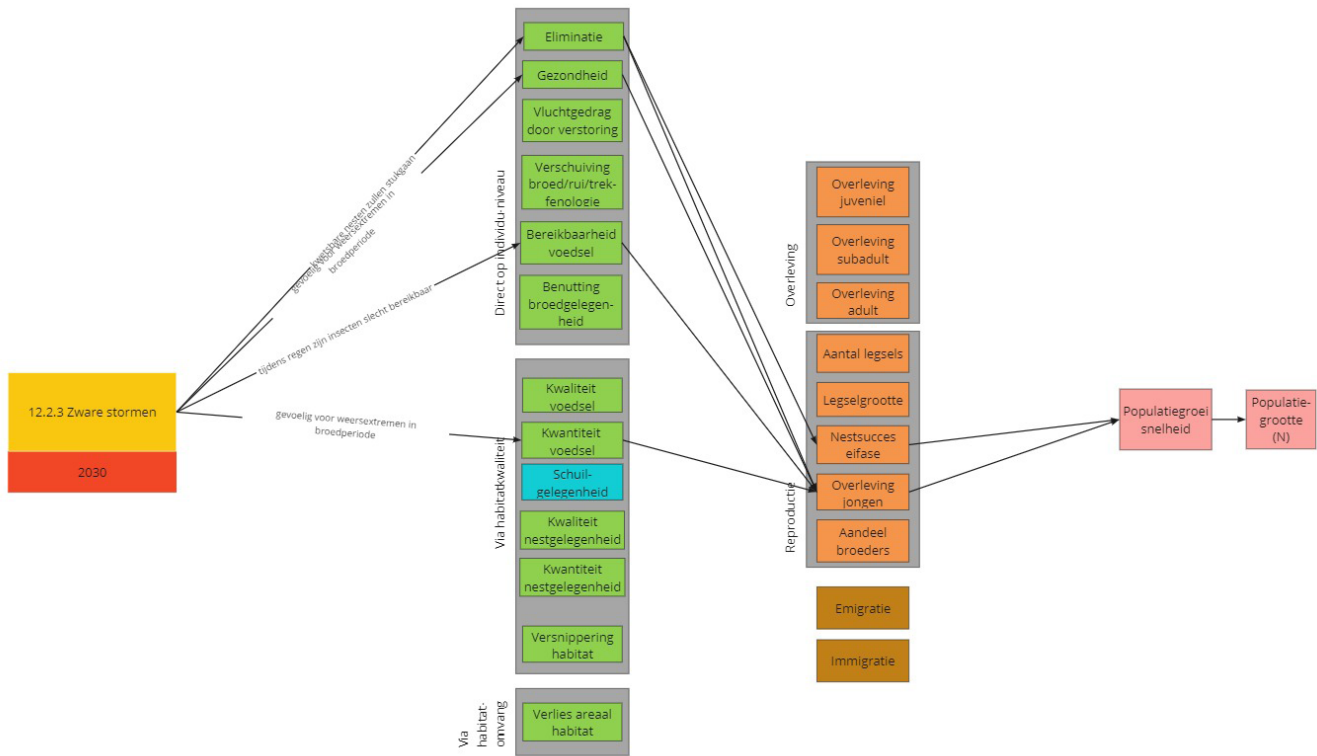 12.2.3 Zware stormen
2030
kwetsbare nesten zullen stukgaan
gevoelig voor weersextremen in
broedperiode
tijdens regen zijn insecten slecht bereikbaar
gevoelig voor weersextremen in
broedperiode
Direct op individu-niveau
Eliminatie
Gezondheid
Vluchtgedrag
door verstoring
Verschuiving
broed/rui/trek-
fenologie
Bereikbaarheid
voedsel
Benutting
broedgelegen-
heid
Via habitatkwaliteit
Kwaliteit
voedsel
Kwantiteit
voedsel
Schuil-
gelegenheid
Kwaliteit
nestgelegenheid
Kwantiteit
nestgelegenheid
Versnippering
habitat
Via
habitat-
omvang
Verlies areaal
habitat
Overleving
Overleving
juveniel
Overleving
subadult
Overleving
adult
Reproductie
Aantal legsels
Legselgrootte
Nestsucces
eifase
Overleving
jongen
Aandeel
broeders
Emigratie
Immigratie
Populatiegroei
snelheid
Populatie-
grootte
(N)